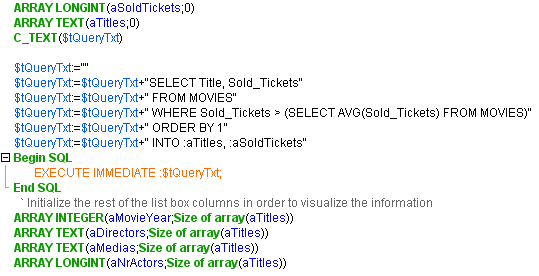 ARRAY LONGINT(aSoldTickets;0)
ARRAY TEXT(aTitles;0)
C_TEXT($tQueryTxt)
$tQueryTxt:=""
$tQueryTxt:=$tQueryTxt+"SELECT Title, Sold_Tickets"
$tQueryTxt:=$tQueryTxt+" FROM MOVIES"
$tQueryTxt:=$tQueryTxt+" WHERE Sold_Tickets > (SELECT AVG(Sold_Tickets) FROM MOVIES)"
$tQueryTxt:=$tQueryTxt+" ORDER BY 1"
$tQueryTxt:=$tQueryTxt+" INTO :aTitles, :aSoldTickets"
Begin SQL
EXECUTE IMMEDIATE :$tQueryTxt;
End SQL
` Initialize the rest of the list box columns in order to visualize the information
ARRAY INTEGER(aMovieYear;Size of array(aTitles))
ARRAY TEXT(aDirectors;Size of array(aTitles))
ARRAY TEXT(aMedias;Size of array(aTitles))
ARRAY LONGINT(aNrActors;Size of array(aTitles))